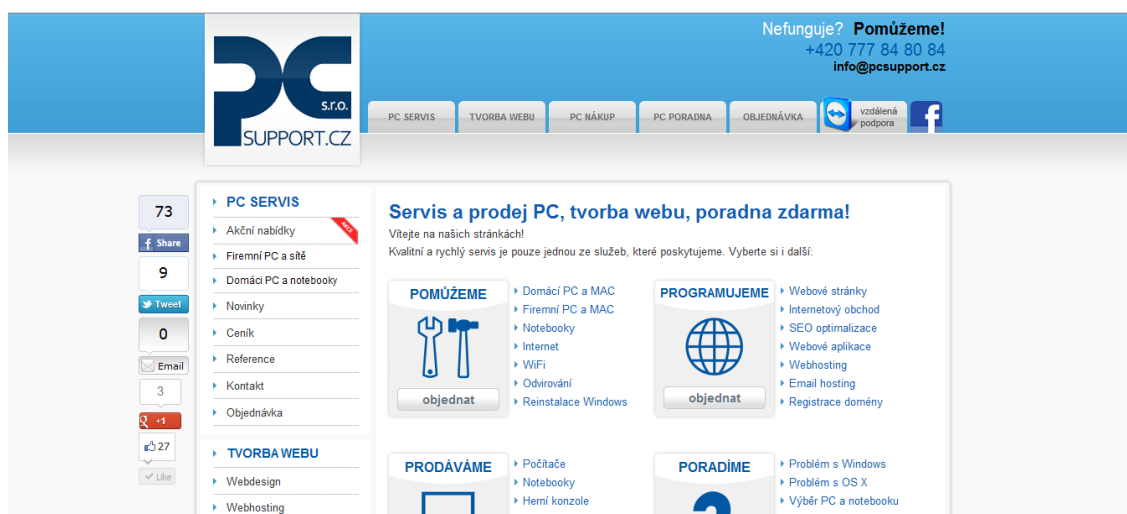 Nefunguje? Pomůžeme!
+420 777 84 80 84
info@pcsupport.cz
PC
s.r.o.
SUPPORT.CZ
PC SERVIS
TVORBA WEBU
PC NÁKUP
PC PORADNA
OBJEDNÁVKA
vzdálená
podpora
f
73
f Share
9
Tweet
0
Email
3
+1
27
Like
PC SERVIS
Akční nabídky
AKCE
Firemní PC a sítě
Domáci PC a notebooky
Novinky
Ceník
Reference
Kontakt
Objednávka
TVORBA WEBU
Webdesign
Webhosting
Servis a prodej PC, tvorba webu, poradna zdarma!
Vítejte na našich stránkách!
Kvalitní a rychlý servis je pouze jednou ze služeb, které poskytujeme. Vyberte si i další:
POMŮŽEME
objednat
Domácí PC a MAC
Firemní PC a MAC
Notebooky
Internet
WiFi
Odvirování
Reinstalace Windows
PROGRAMUJEME
objednat
Webové stránky
Internetový obchod
SEO optimalizace
Webové aplikace
Webhosting
Email hosting
Registrace domény
PRODÁVÁME
Počítače
Notebooky
Herní konzole
PORADÍME
Problém s Windows
Problém s OS X
Výběr PC a notebooku